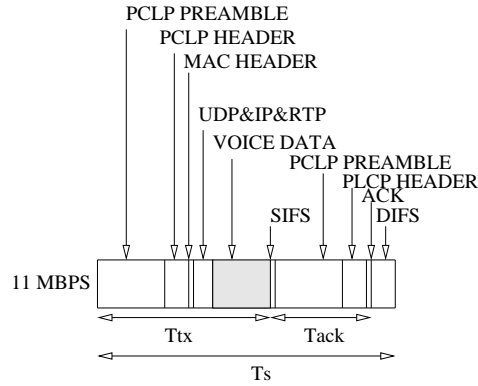 PCLP PREAMBLE
PCLP HEADER
MAC HEADER
UDP&IP&RTP
VOICE DATA
PCLP PREAMBLE
PLCP HEADER
ACK
SIFS
DIFS
11 MBPS
Ttx
Tack
Ts